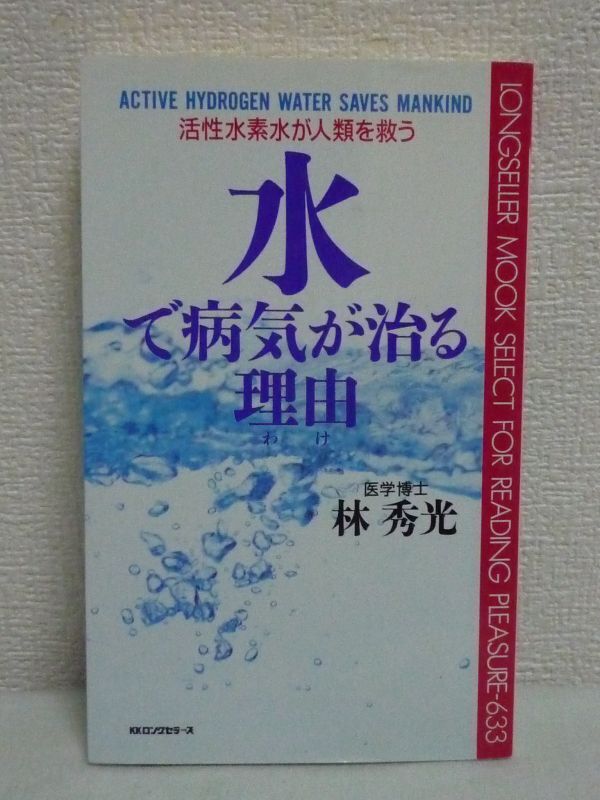 ACTIVE HYDROGEN WATER SAVES MANKIND
活性水素水が人類を救う
水
で病気が治る
理由
わけ
医学博士
林 秀光
KKロングセラーズ
LONGSELLER MOOK SELECT FOR READING PLEASURE-633